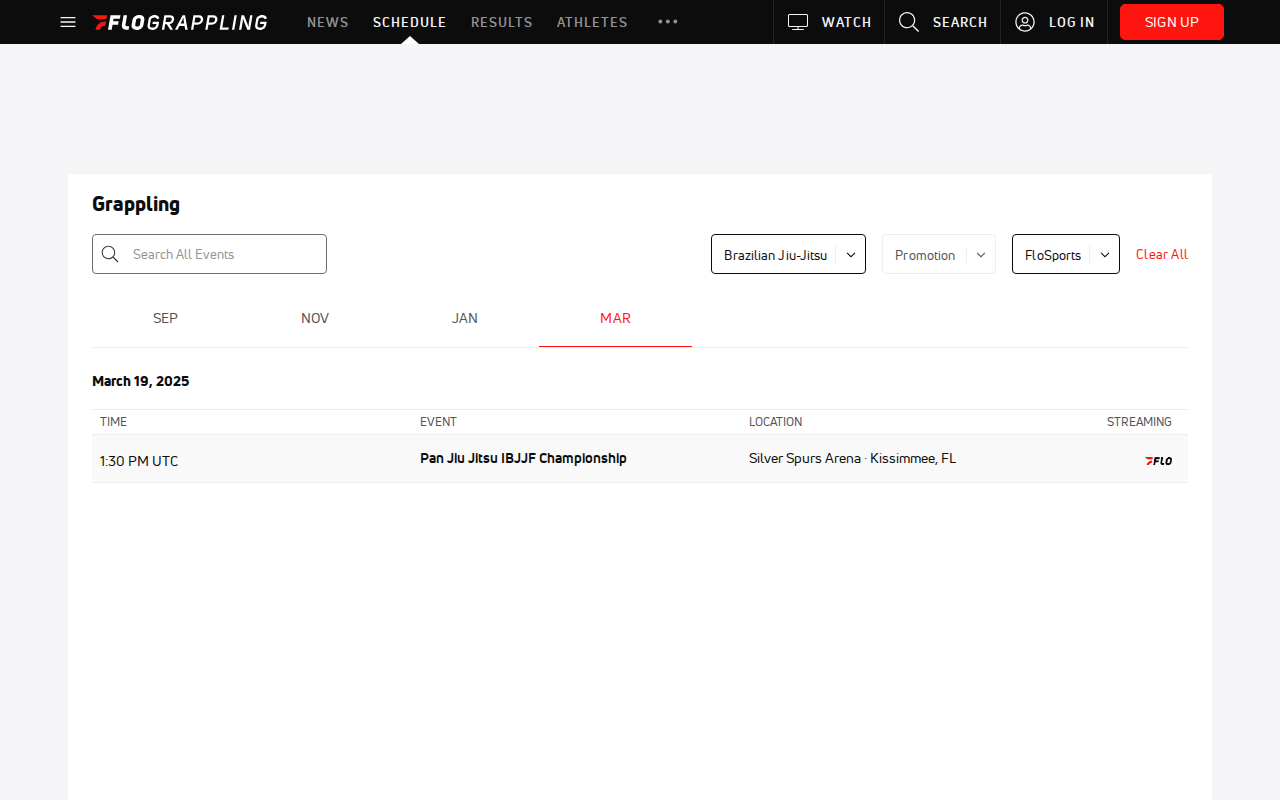 FLOGRAPPLING NEWS SCHEDULE RESULTS ATHLETES WATCH SEARCH LOG IN SIGN UP
Grappling
Search All Events Brazilian Jiu-Jitsu Promotion FloSports Clear All
SEP NOV JAN MAR
March 19, 2025
TIME EVENT LOCATION STREAMING
1:30 PM UTC Pan Jiu Jitsu IBJJF Championship Silver Spurs Arena · Kissimmee, FL FLO